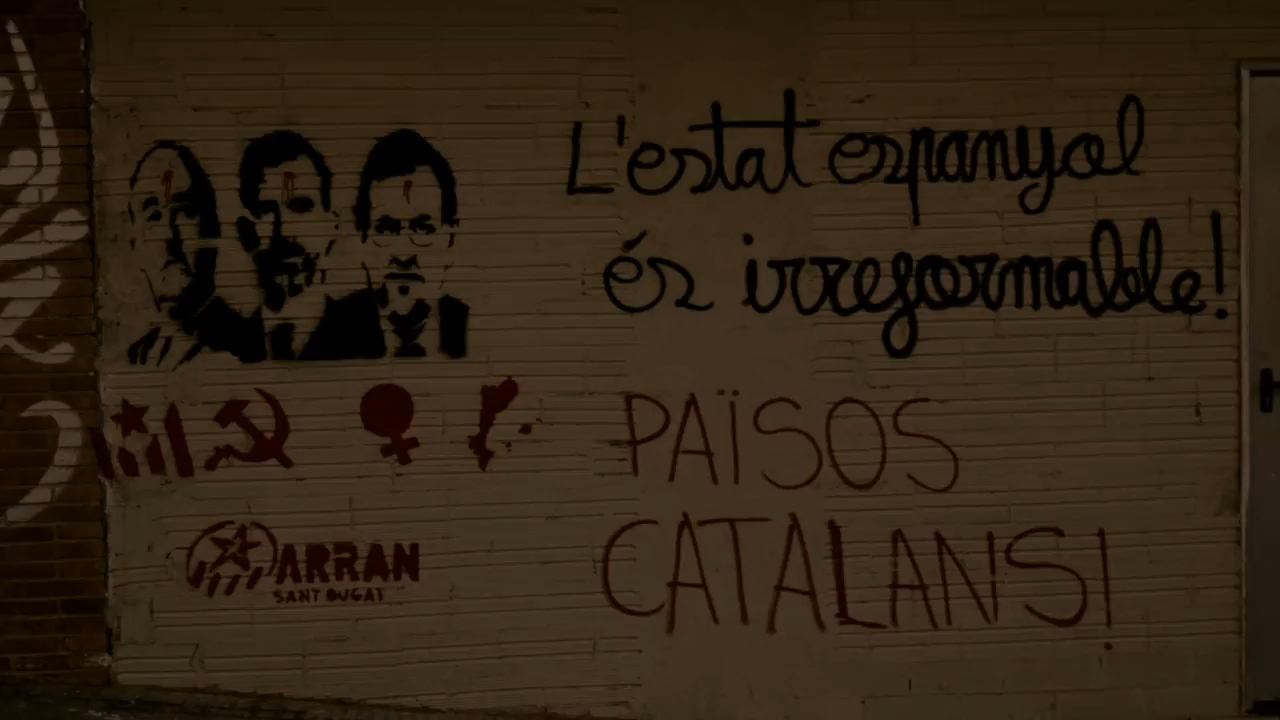 L'estat espanyol
és irreformable!
PAÏSOS
CATALANS!
ARRAN
SANT CUGAT